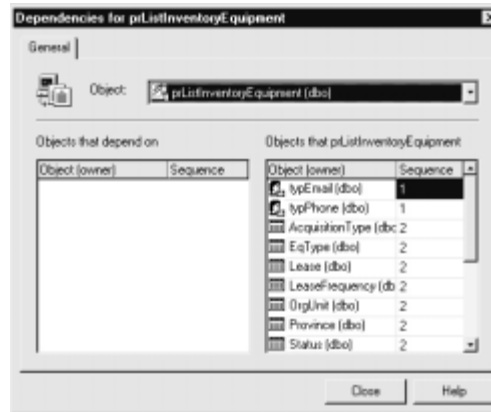 Dependencies for prListInventoryEquipment
General
Object: prListInventoryEquipment (dbo)
Objects that depend on
Object (owner) Sequence
Objects that prListInventoryEquipment
Object (owner) Sequence
typEmail (dbo) 1
typPhone (dbo) 1
AcquisitionType (dbc 2
EqType (dbo) 2
Lease (dbo) 2
LeaseFrequency (db 2
OrgUnit (dbo) 2
Province (dbo) 2
Status (dbo) 2
Close Help